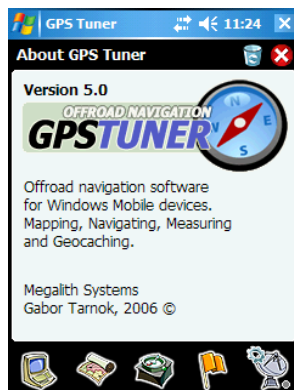 GPS Tuner 11:24
About GPS Tuner
Version 5.0
OFFROAD NAVIGATION
GPSTUNER
N
W E
S
Offroad navigation software
for Windows Mobile devices.
Mapping, Navigating, Measuring
and Geocaching.
Megalith Systems
Gabor Tarnok, 2006 ©